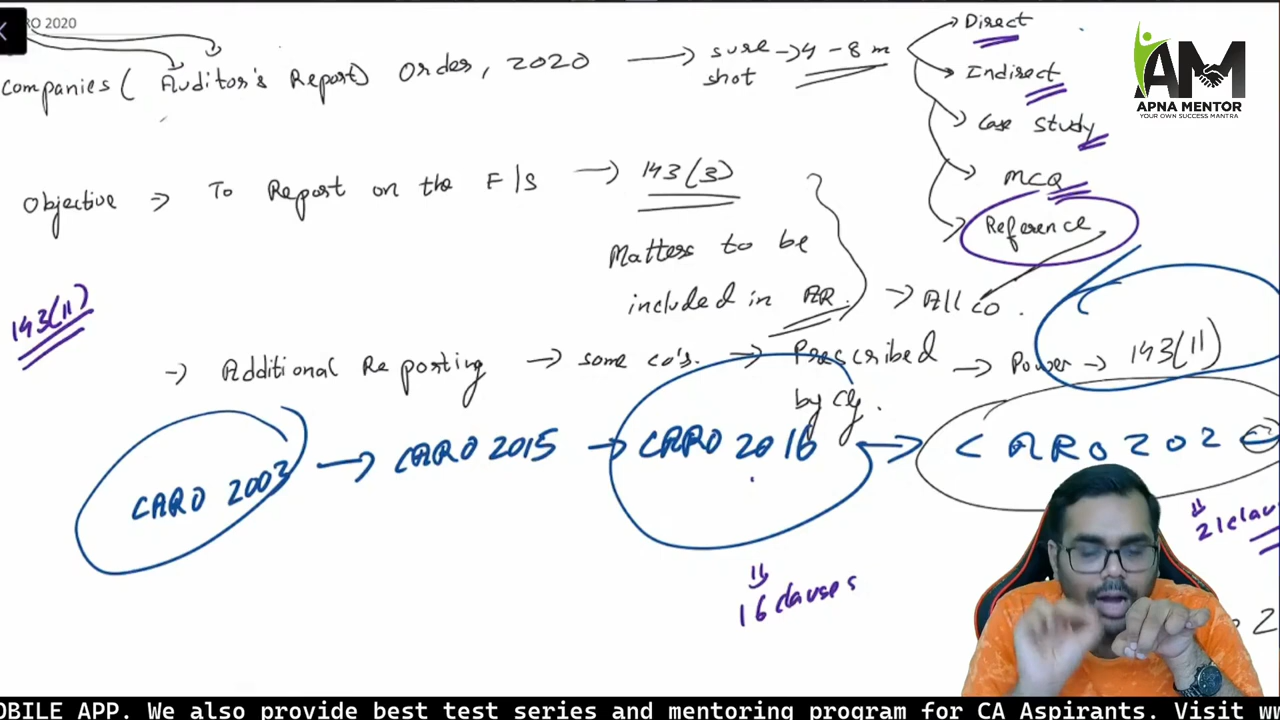 RO 2020
Companies (Auditor's Report) Order, 2020 → sure shot → 4 - 8 m
Direct
Indirect
Case Study
MCQ
Reference
AM
APNA MENTOR
YOUR OWN SUCCESS MANTRA
Objective ⇒ To Report on the F/S → 143(3)
Matters to be
included in AR. → All co.
143(11)
→ Additional Reporting → some co's. → Prescribed by CG. → Power → 143(11)
CARO 2003 → CARO 2015 → CARO 2016 → CARO 202
16 clauses
21 clau
2
OBILE APP. We also provide best test series and mentoring program for CA Aspirants. Visit ww